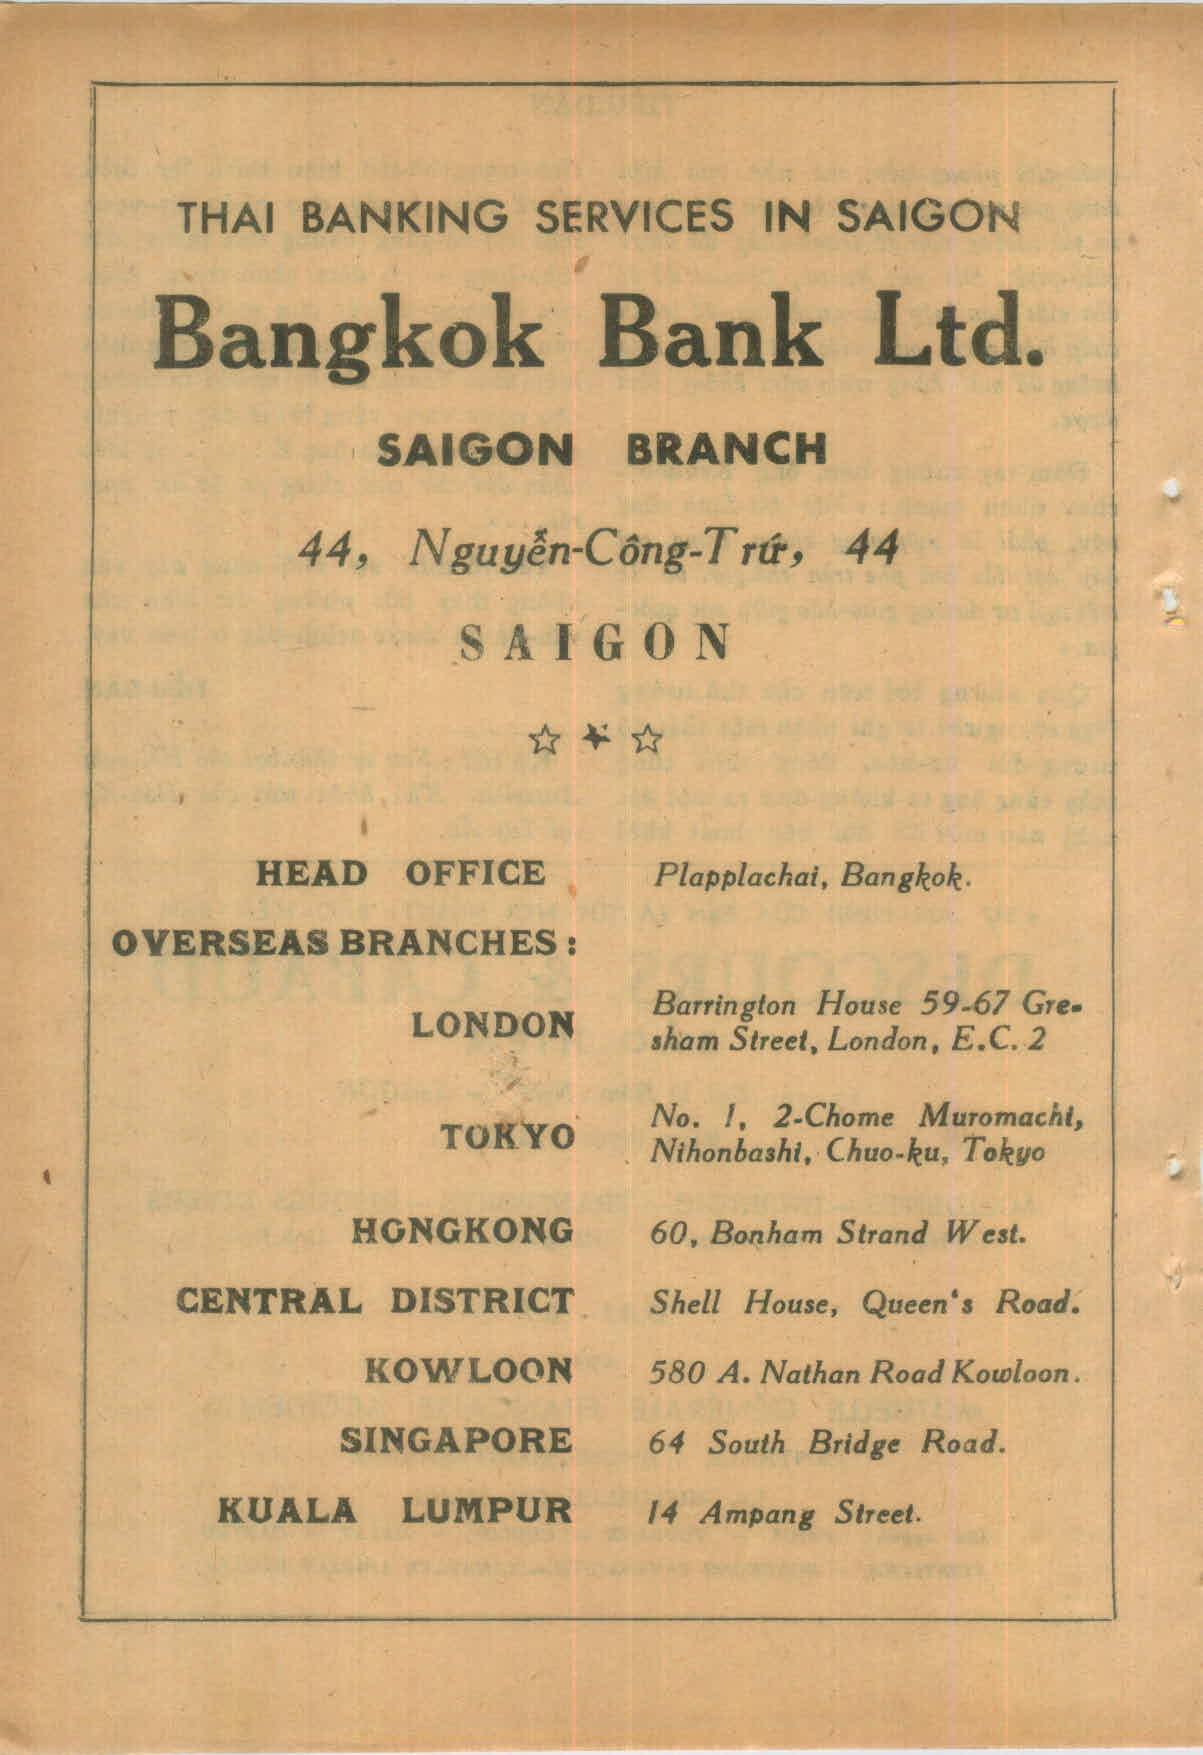 THAI BANKING SERVICES IN SAIGON
Bangkok Bank Ltd.
SAIGON BRANCH
44, Nguyễn-Công-Trứ, 44
SAIGON
HEAD OFFICE Plapplachai, Bangkok.
OVERSEAS BRANCHES :
LONDON Barrington House 59-67 Gre-
sham Street, London, E.C. 2
TOKYO No. 1, 2-Chome Muromachi,
Nihonbashi, Chuo-ku, Tokyo
HONGKONG 60, Bonham Strand West.
CENTRAL DISTRICT Shell House, Queen's Road.
KOWLOON 580 A. Nathan Road Kowloon.
SINGAPORE 64 South Bridge Road.
KUALA LUMPUR 14 Ampang Street.